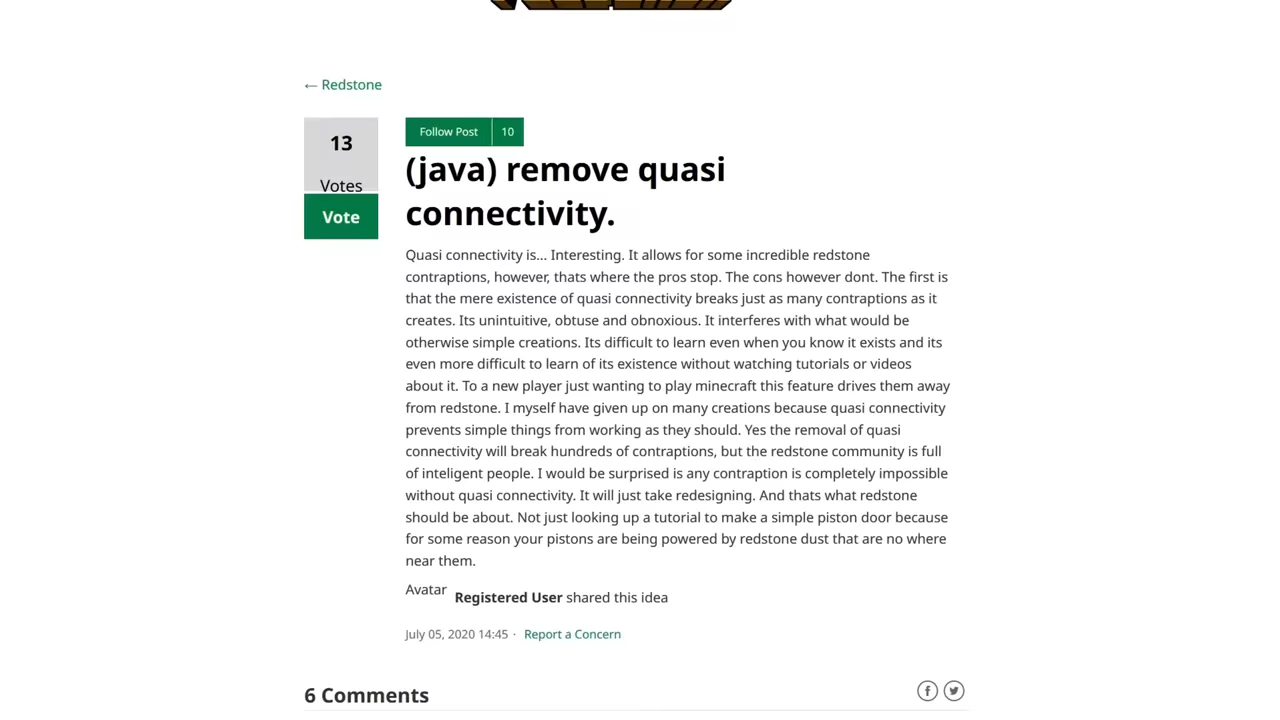 ← Redstone
13
Votes
Vote
Follow Post 10
(java) remove quasi
connectivity.
Quasi connectivity is... Interesting. It allows for some incredible redstone
contraptions, however, thats where the pros stop. The cons however dont. The first is
that the mere existence of quasi connectivity breaks just as many contraptions as it
creates. Its unintuitive, obtuse and obnoxious. It interferes with what would be
otherwise simple creations. Its difficult to learn even when you know it exists and its
even more difficult to learn of its existence without watching tutorials or videos
about it. To a new player just wanting to play minecraft this feature drives them away
from redstone. I myself have given up on many creations because quasi connectivity
prevents simple things from working as they should. Yes the removal of quasi
connectivity will break hundreds of contraptions, but the redstone community is full
of inteligent people. I would be surprised is any contraption is completely impossible
without quasi connectivity. It will just take redesigning. And thats what redstone
should be about. Not just looking up a tutorial to make a simple piston door because
for some reason your pistons are being powered by redstone dust that are no where
near them.
Avatar Registered User shared this idea
July 05, 2020 14:45 · Report a Concern
6 Comments